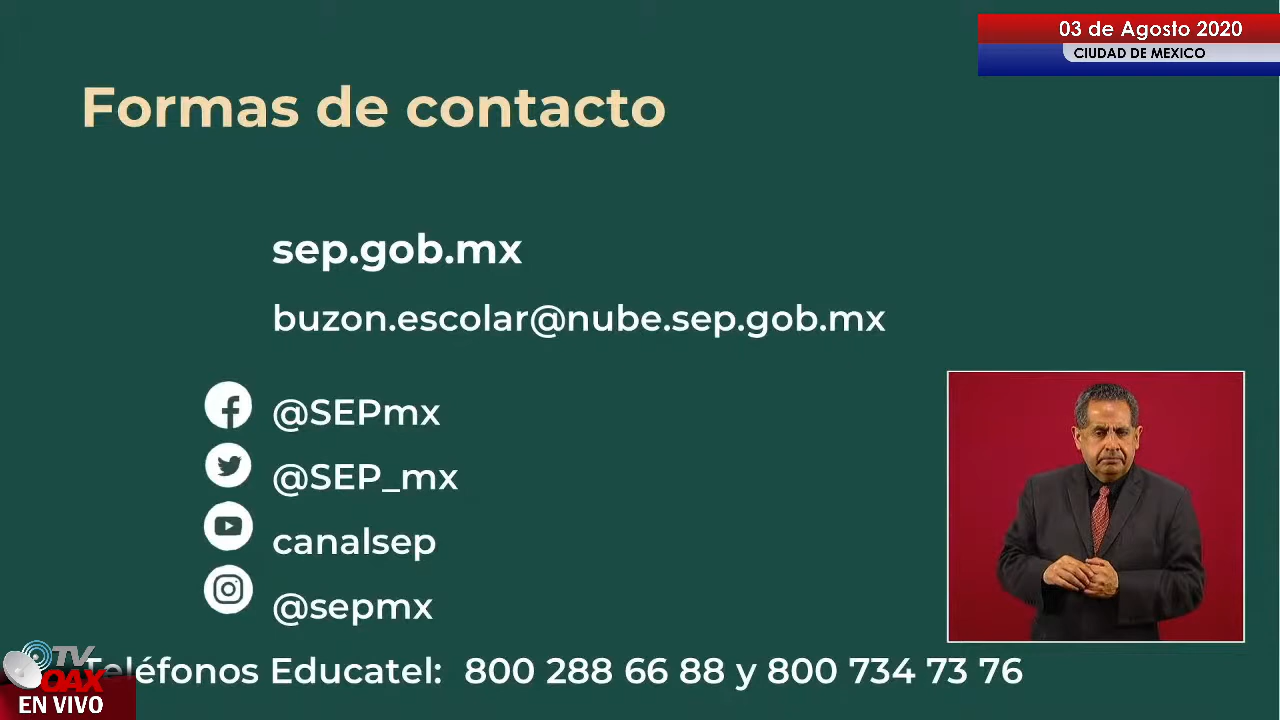 03 de Agosto 2020
CIUDAD DE MEXICO
Formas de contacto
sep.gob.mx
buzon.escolar@nube.sep.gob.mx
@SEPmx
@SEP_mx
canalsep
@sepmx
Teléfonos Educatel: 800 288 66 88 y 800 734 73 76
TV
OAX
EN VIVO